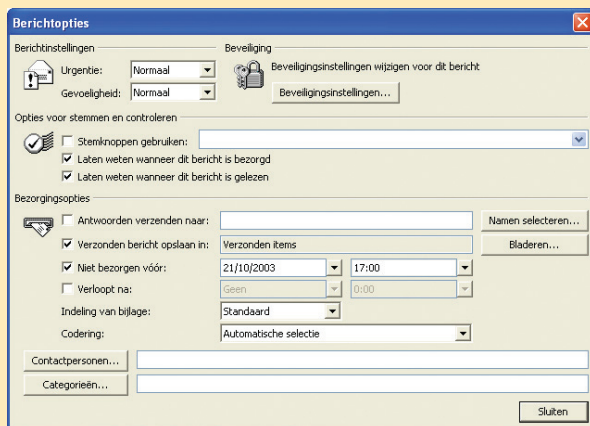 Berichtopties
Berichtinstellingen
Beveiliging
Urgentie: Normaal
Gevoeligheid: Normaal
Beveiligingsinstellingen wijzigen voor dit bericht
Beveiligingsinstellingen...
Opties voor stemmen en controleren
Stemknoppen gebruiken:
Laten weten wanneer dit bericht is bezorgd
Laten weten wanneer dit bericht is gelezen
Bezorgingsopties
Antwoorden verzenden naar: Namen selecteren...
Verzonden bericht opslaan in: Verzonden items Bladeren...
Niet bezorgen vóór: 21/10/2003 17:00
Verloopt na: Geen 0:00
Indeling van bijlage: Standaard
Codering: Automatische selectie
Contactpersonen...
Categorieën...
Sluiten